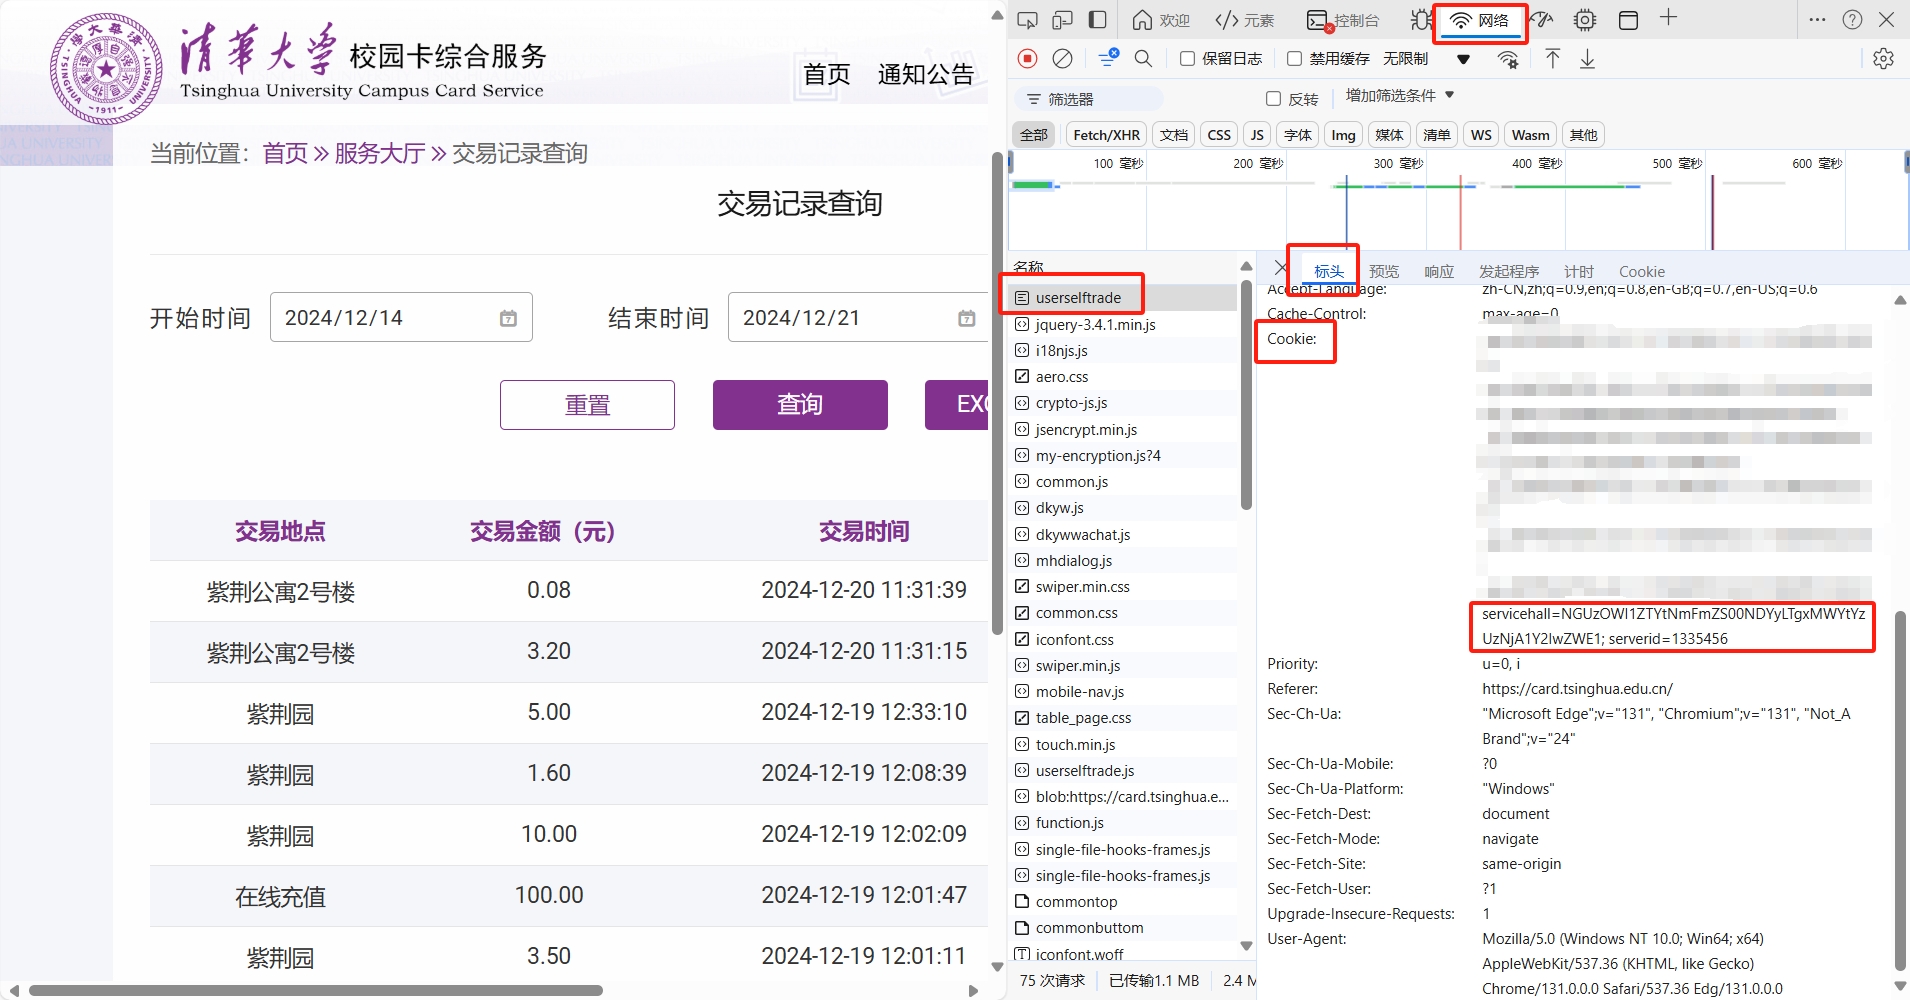 清华大学 校园卡综合服务
Tsinghua University Campus Card Service
首页 通知公告
当前位置： 首页 » 服务大厅 » 交易记录查询
交易记录查询
开始时间 2024/12/14 结束时间 2024/12/21
重置 查询
交易地点 交易金额（元） 交易时间
紫荆公寓2号楼 0.08 2024-12-20 11:31:39
紫荆公寓2号楼 3.20 2024-12-20 11:31:15
紫荆园 5.00 2024-12-19 12:33:10
紫荆园 1.60 2024-12-19 12:08:39
紫荆园 10.00 2024-12-19 12:02:09
在线充值 100.00 2024-12-19 12:01:47
紫荆园 3.50 2024-12-19 12:01:11
欢迎 元素 控制台 网络
保留日志 禁用缓存 无限制
筛选器 反转 增加筛选条件
全部 Fetch/XHR 文档 CSS JS 字体 Img 媒体 清单 WS Wasm 其他
100 毫秒 200 毫秒 300 毫秒 400 毫秒 500 毫秒 600 毫秒
名称
userselftrade
jquery-3.4.1.min.js
i18njs.js
aero.css
crypto-js.js
jsencrypt.min.js
my-encryption.js?4
common.js
dkyw.js
dkywwachat.js
mhdialog.js
swiper.min.css
common.css
iconfont.css
swiper.min.js
mobile-nav.js
table_page.css
touch.min.js
userselftrade.js
blob:https://card.tsinghua.e...
function.js
single-file-hooks-frames.js
single-file-hooks-frames.js
commontop
commonbuttom
iconfont.woff
75 次请求 已传输1.1 MB 2.4 M
标头 预览 响应 发起程序 计时 Cookie
Accept-Language: zh-CN,zh;q=0.9,en;q=0.8,en-GB;q=0.7,en-US;q=0.6
Cache-Control: max-age=0
Cookie:
servicehall=NGUzOWI1ZTYtNmFmZS00NDYyLTgxMWYtYz
UzNjA1Y2IwZWE1; serverid=1335456
Priority: u=0, i
Referer: https://card.tsinghua.edu.cn/
Sec-Ch-Ua: "Microsoft Edge";v="131", "Chromium";v="131", "Not_A
Brand";v="24"
Sec-Ch-Ua-Mobile: ?0
Sec-Ch-Ua-Platform: "Windows"
Sec-Fetch-Dest: document
Sec-Fetch-Mode: navigate
Sec-Fetch-Site: same-origin
Sec-Fetch-User: ?1
Upgrade-Insecure-Requests: 1
User-Agent: Mozilla/5.0 (Windows NT 10.0; Win64; x64)
AppleWebKit/537.36 (KHTML, like Gecko)
Chrome/131.0.0.0 Safari/537.36 Edg/131.0.0.0